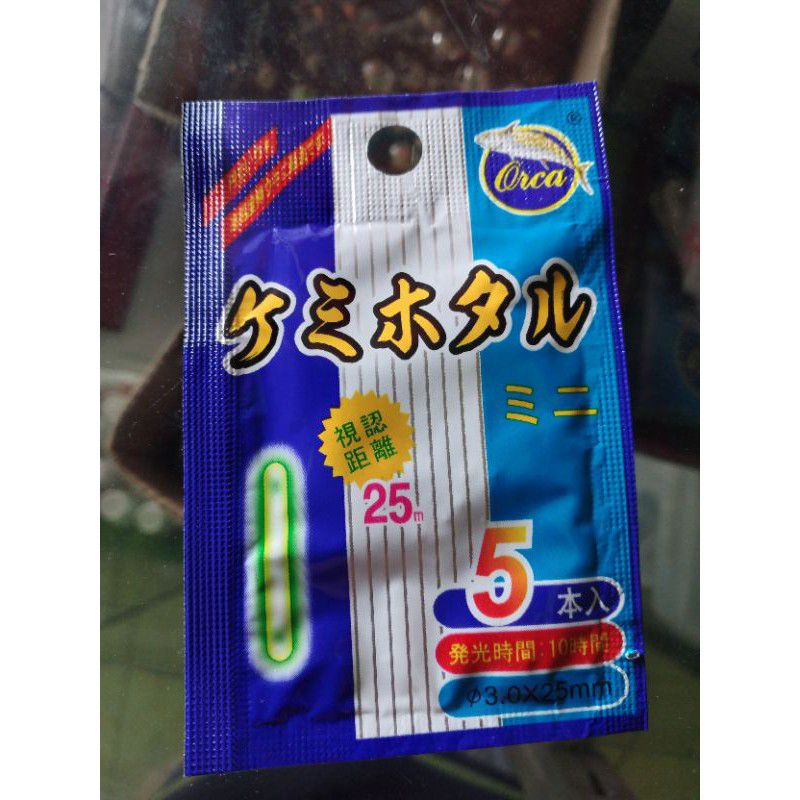 Orca
®
ケミホタル
ミニ
視認
距離
25m
5
本入
発光時間:10時間
φ3.0X25mm